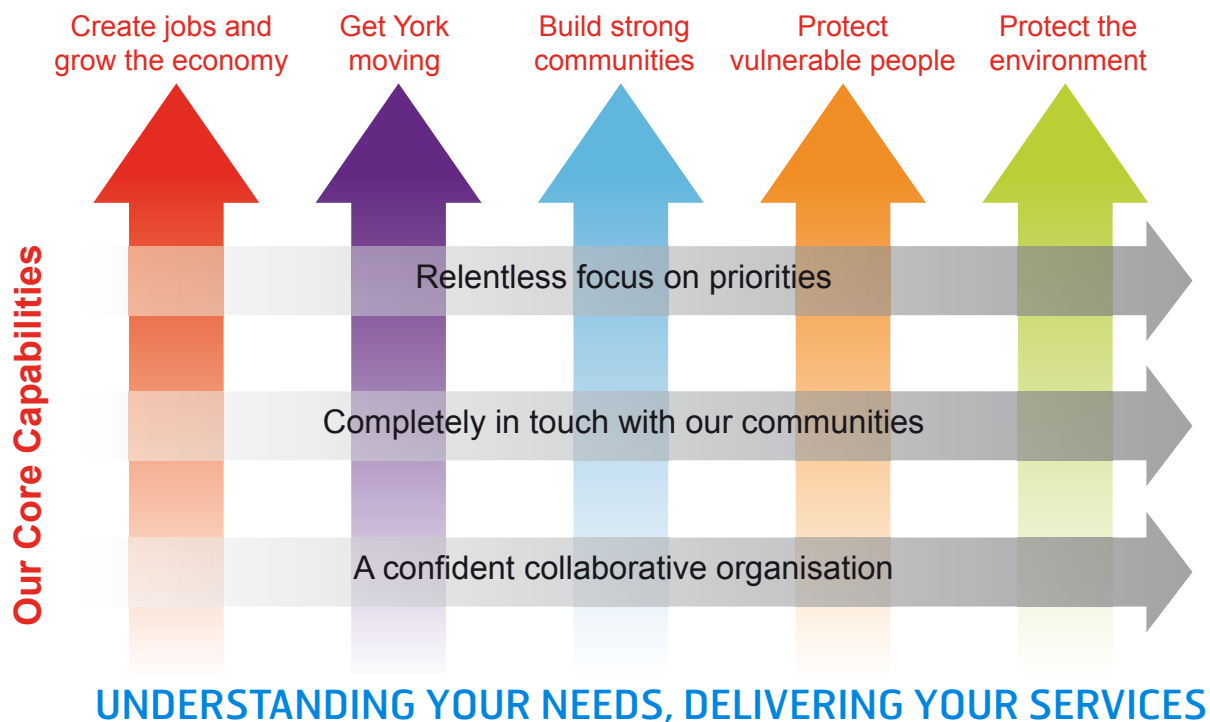 Create jobs and
grow the economy
Get York
moving
Build strong
communities
Protect
vulnerable people
Protect the
environment
Our Core Capabilities
Relentless focus on priorities
Completely in touch with our communities
A confident collaborative organisation
UNDERSTANDING YOUR NEEDS, DELIVERING YOUR SERVICES